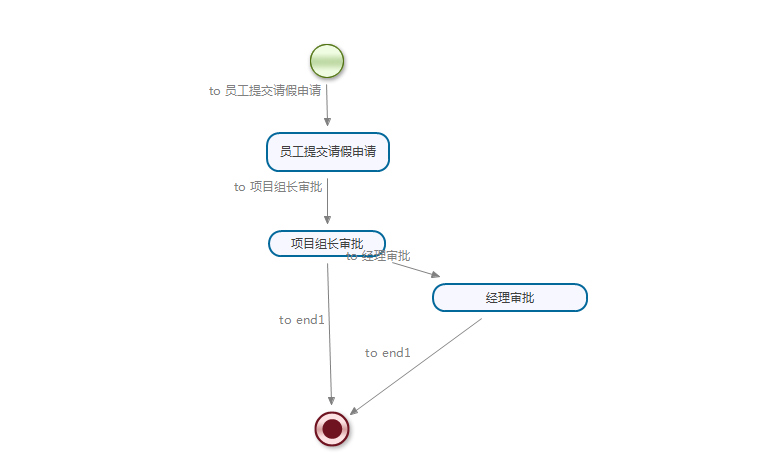 to 员工提交请假申请
员工提交请假申请
to 项目组长审批
项目组长审批
to 经理审批
经理审批
to end1
to end1